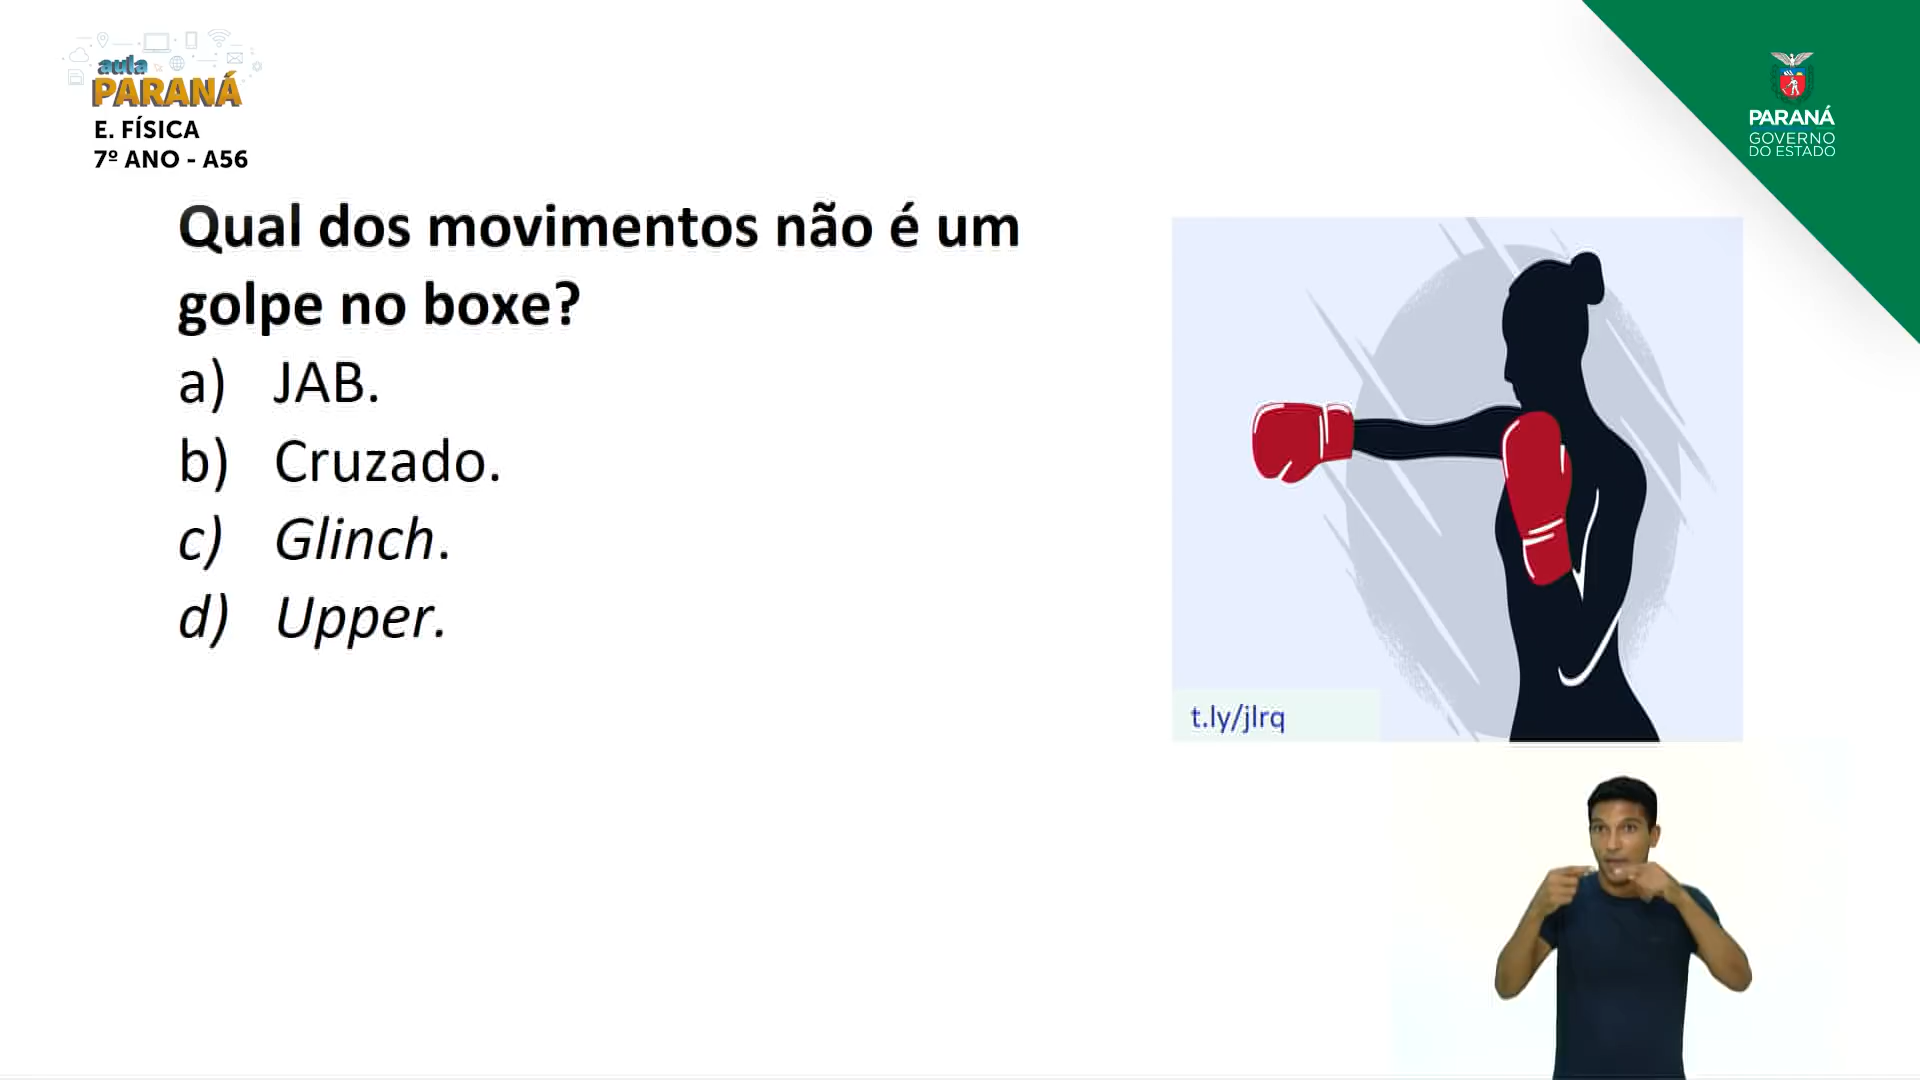 aula
PARANÁ
E. FÍSICA
7º ANO - A56
PARANÁ
GOVERNO
DO ESTADO
Qual dos movimentos não é um
golpe no boxe?
a) JAB.
b) Cruzado.
c) Glinch.
d) Upper.
t.ly/jlrq